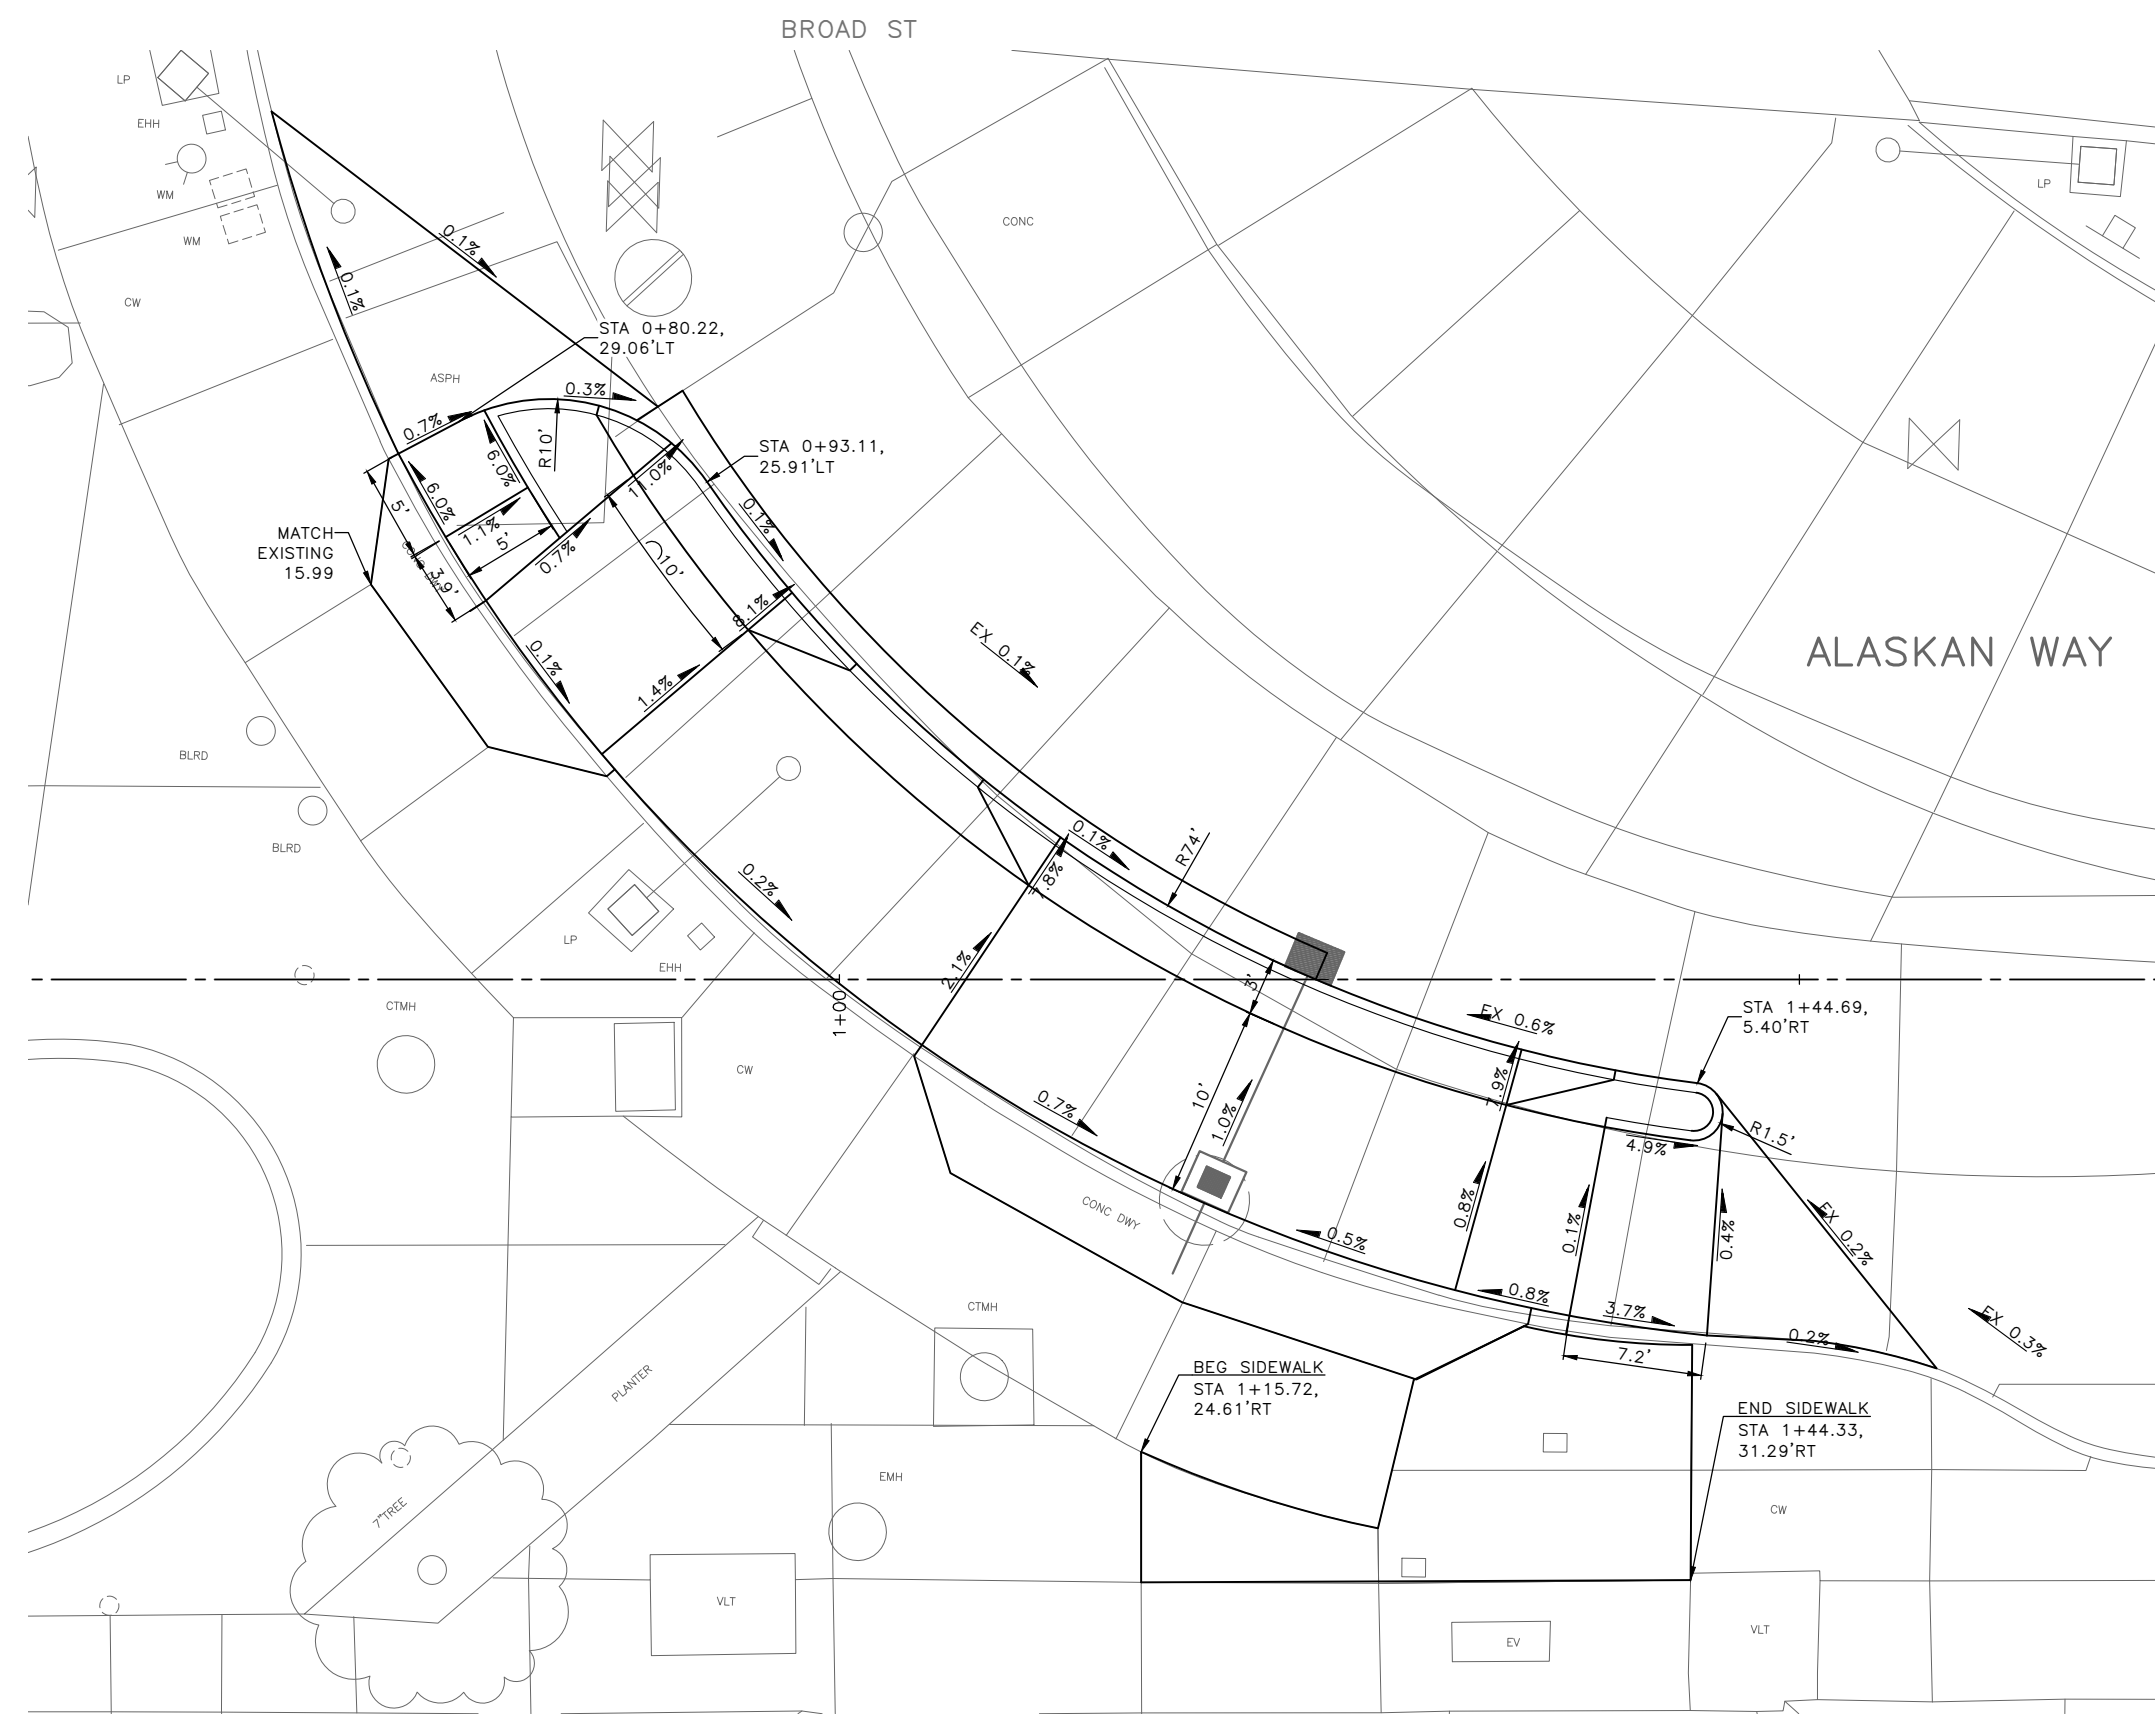 BROAD ST
LP
EHH
WM
WM
CW
CONC
LP
0.1%
0.1%
STA 0+80.22,
29.06'LT
ASPH
0.3%
0.7%
R10'
6.0%
11.0%
STA 0+93.11,
25.91'LT
6.0%
5'
1.1%
5'
0.1%
MATCH
EXISTING
15.99
0.7%
3.9'
10'
8.1%
EX 0.1%
ALASKAN WAY
0.1%
1.4%
BLRD
BLRD
0.1%
R74'
0.2%
7.8%
LP
EHH
2.1%
3'
CTMH
1+00
EX 0.6%
STA 1+44.69,
5.40'RT
CW
0.7%
10'
1.0%
7.9%
R1.5'
4.9%
CONC DWY
0.5%
0.8%
0.1%
0.4%
EX 0.2%
0.8%
3.7%
0.2%
EX 0.3%
CTMH
7.2'
BEG SIDEWALK
STA 1+15.72,
24.61'RT
PLANTER
END SIDEWALK
STA 1+44.33,
31.29'RT
EMH
7"TREE
CW
VLT
EV
VLT